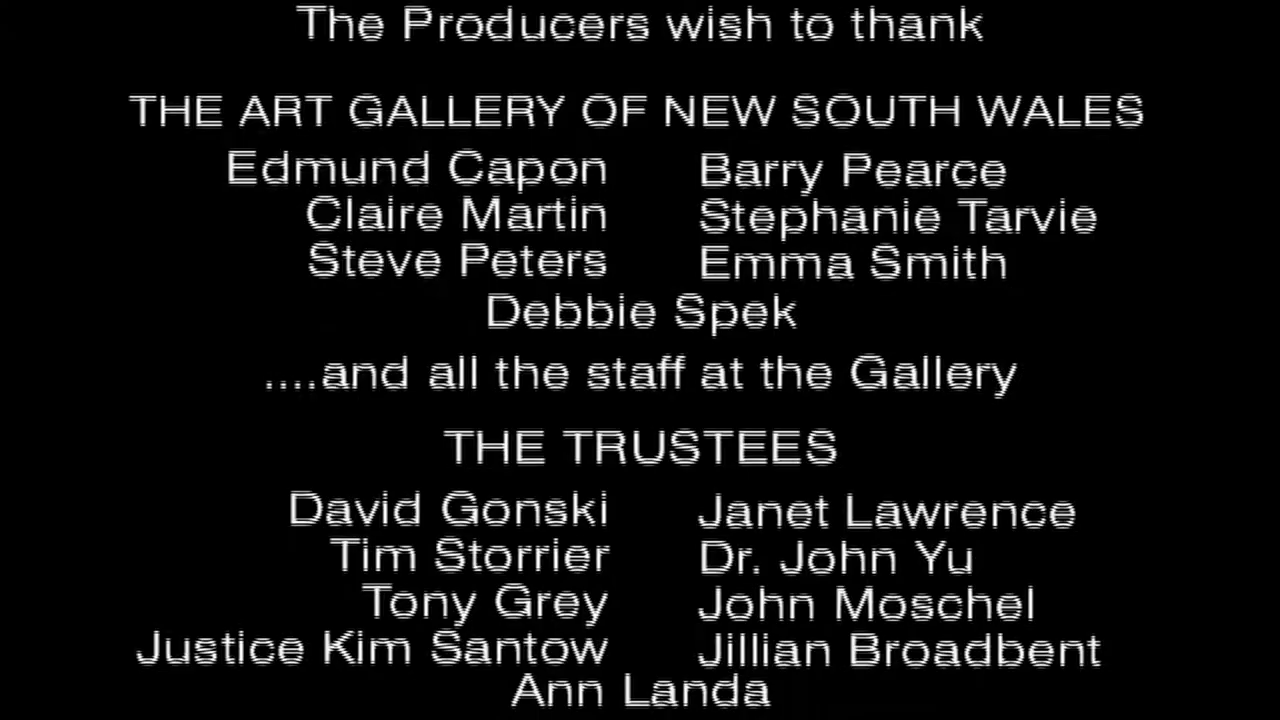 The Producers wish to thank
THE ART GALLERY OF NEW SOUTH WALES
Edmund Capon Barry Pearce
Claire Martin Stephanie Tarvie
Steve Peters Emma Smith
Debbie Spek
....and all the staff at the Gallery
THE TRUSTEES
David Gonski Janet Lawrence
Tim Storrier Dr. John Yu
Tony Grey John Moschel
Justice Kim Santow Jillian Broadbent
Ann Landa